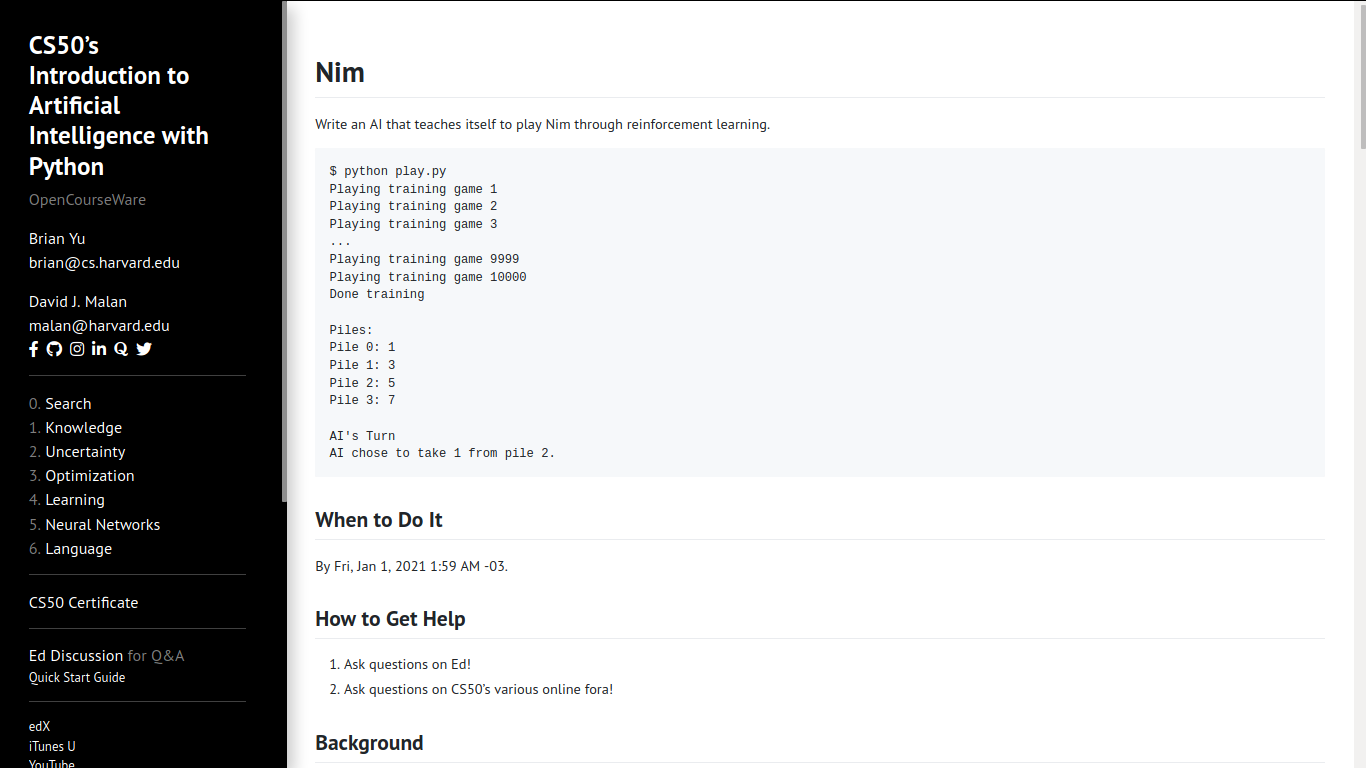 CS50’s
Introduction to
Artificial
Intelligence with
Python
OpenCourseWare
Brian Yu
brian@cs.harvard.edu
David J. Malan
malan@harvard.edu
0. Search
1. Knowledge
2. Uncertainty
3. Optimization
4. Learning
5. Neural Networks
6. Language
CS50 Certificate
Ed Discussion for Q&A
Quick Start Guide
edX
iTunes U
YouTube
Nim
Write an AI that teaches itself to play Nim through reinforcement learning.
$ python play.py
Playing training game 1
Playing training game 2
Playing training game 3
...
Playing training game 9999
Playing training game 10000
Done training
Piles:
Pile 0: 1
Pile 1: 3
Pile 2: 5
Pile 3: 7
AI's Turn
AI chose to take 1 from pile 2.
When to Do It
By Fri, Jan 1, 2021 1:59 AM -03.
How to Get Help
1. Ask questions on Ed!
2. Ask questions on CS50’s various online fora!
Background